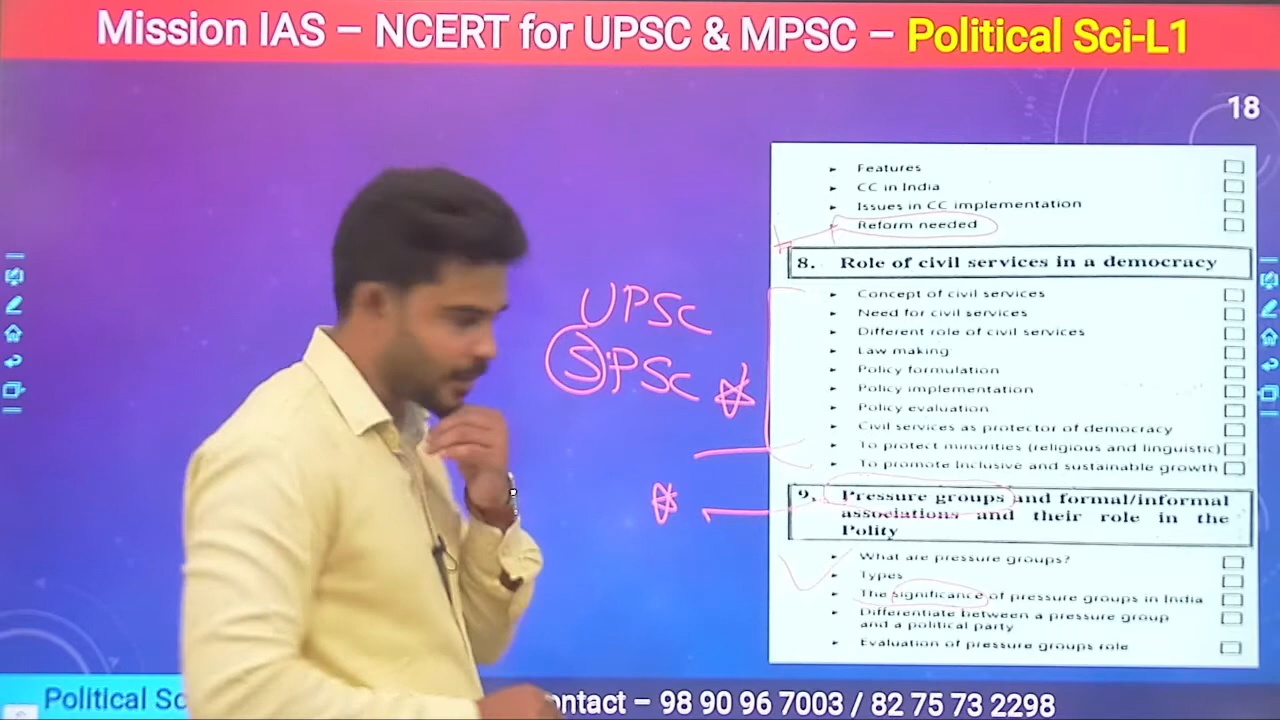 Mission IAS – NCERT for UPSC & MPSC – Political Sci-L1
18
Features
CC in India
Issues in CC implementation
Reform needed
8. Role of civil services in a democracy
Concept of civil services
Need for civil services
Different role of civil services
Law making
Policy formulation
Policy implementation
Policy evaluation
Civil services as protector of democracy
To protect minorities (religious and linguistic)
To promote Inclusive and sustainable growth
UPSC
SPSC
9. Pressure groups and formal/informal
associations and their role in the
Polity
What are pressure groups?
Types
The significance of pressure groups in India
Differentiate between a pressure group
and a political party
Evaluation of pressure groups role
Political Sc ontact – 98 90 96 7003 / 82 75 73 2298